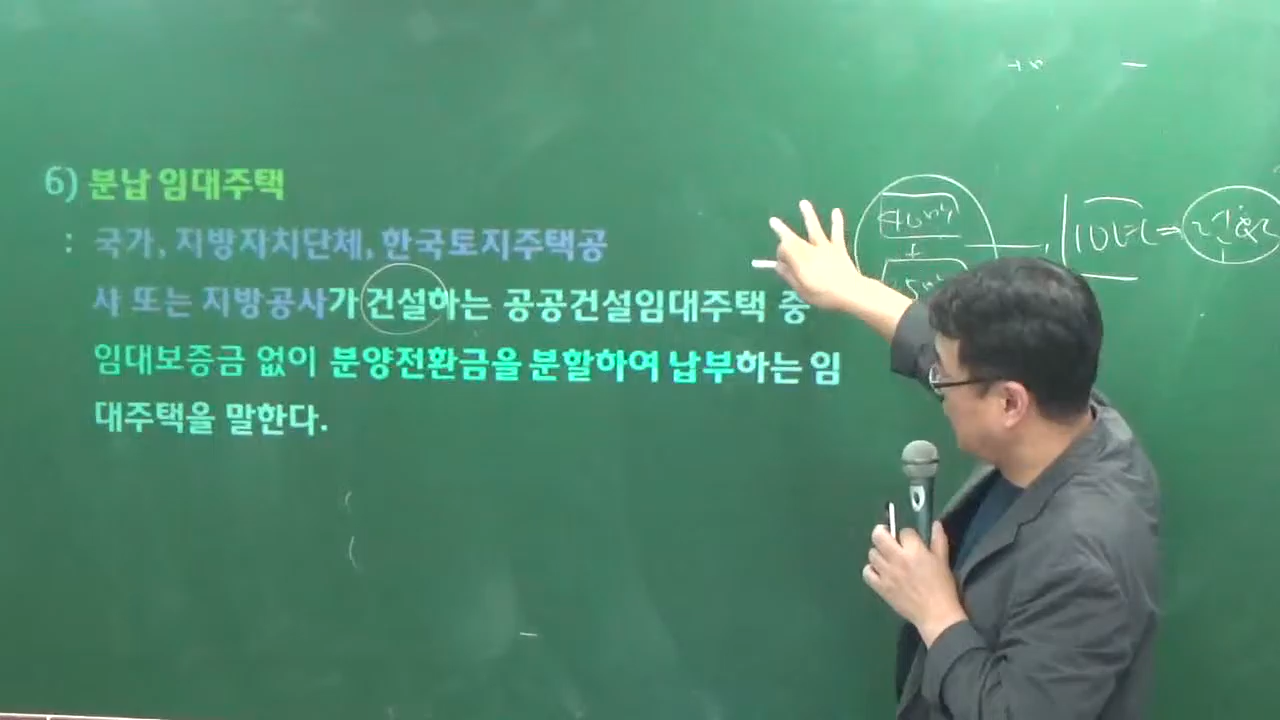 6) 분납 임대주택
: 국가, 지방자치단체, 한국토지주택공
사 또는 지방공사가 건설하는 공공건설임대주택 중
임대보증금 없이 분양전환금을 분할하여 납부하는 임
대주택을 말한다.